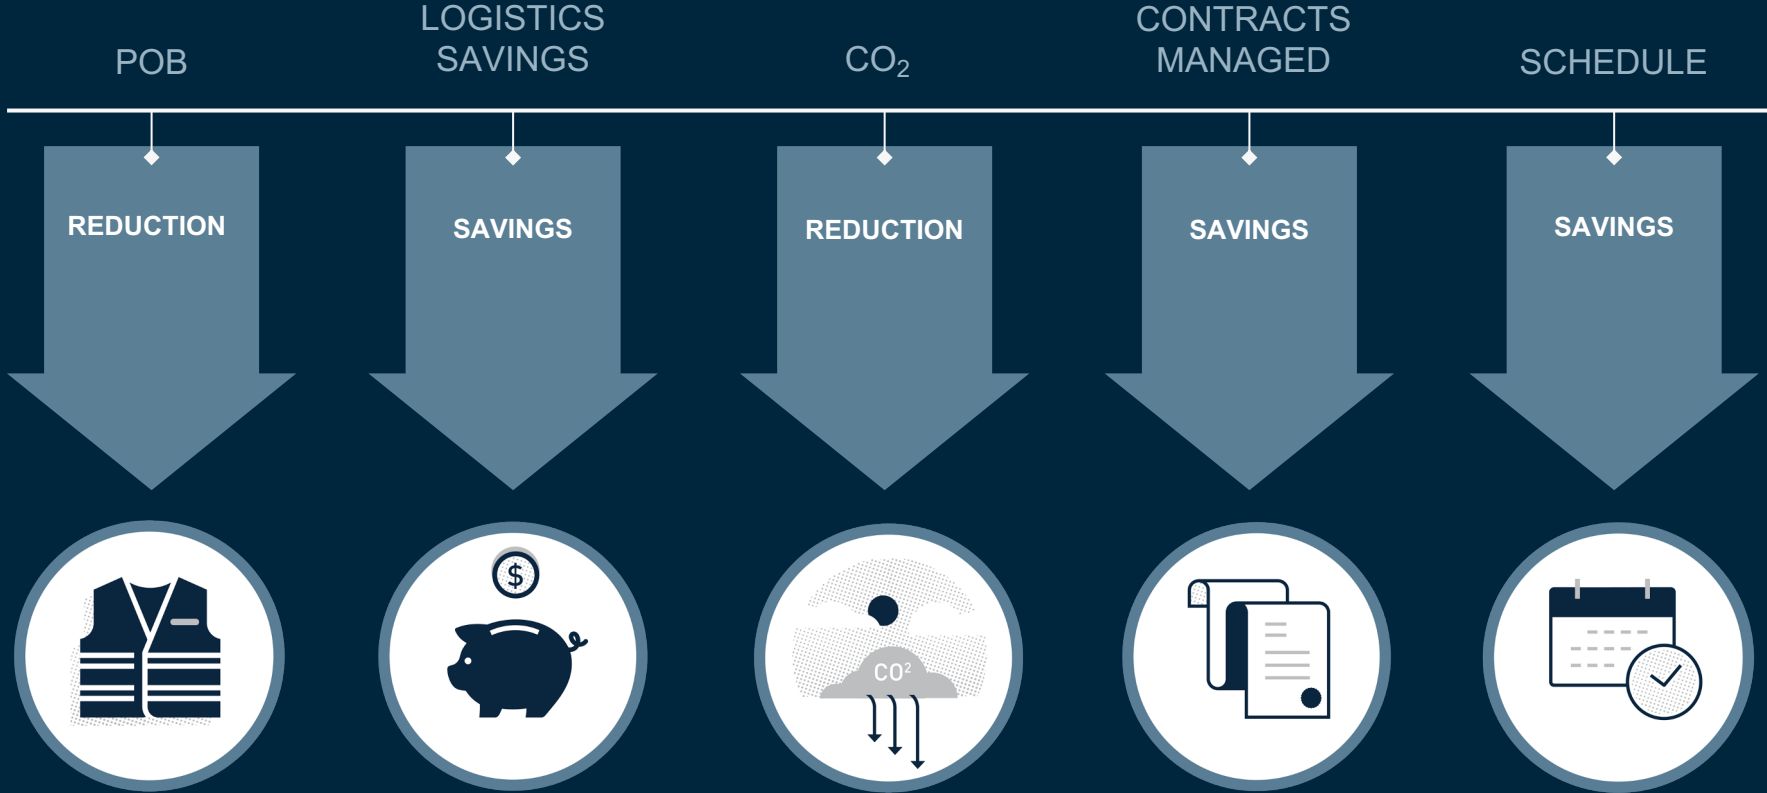 POB
LOGISTICS
SAVINGS
CO₂
CONTRACTS
MANAGED
SCHEDULE
REDUCTION
SAVINGS
REDUCTION
SAVINGS
SAVINGS
$
CO²